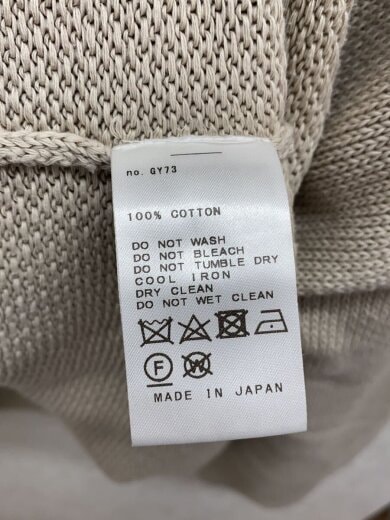 no. GY73
100% COTTON
DO NOT WASH
DO NOT BLEACH
DO NOT TUMBLE DRY
COOL IRON
DRY CLEAN
DO NOT WET CLEAN
F W
MADE IN JAPAN